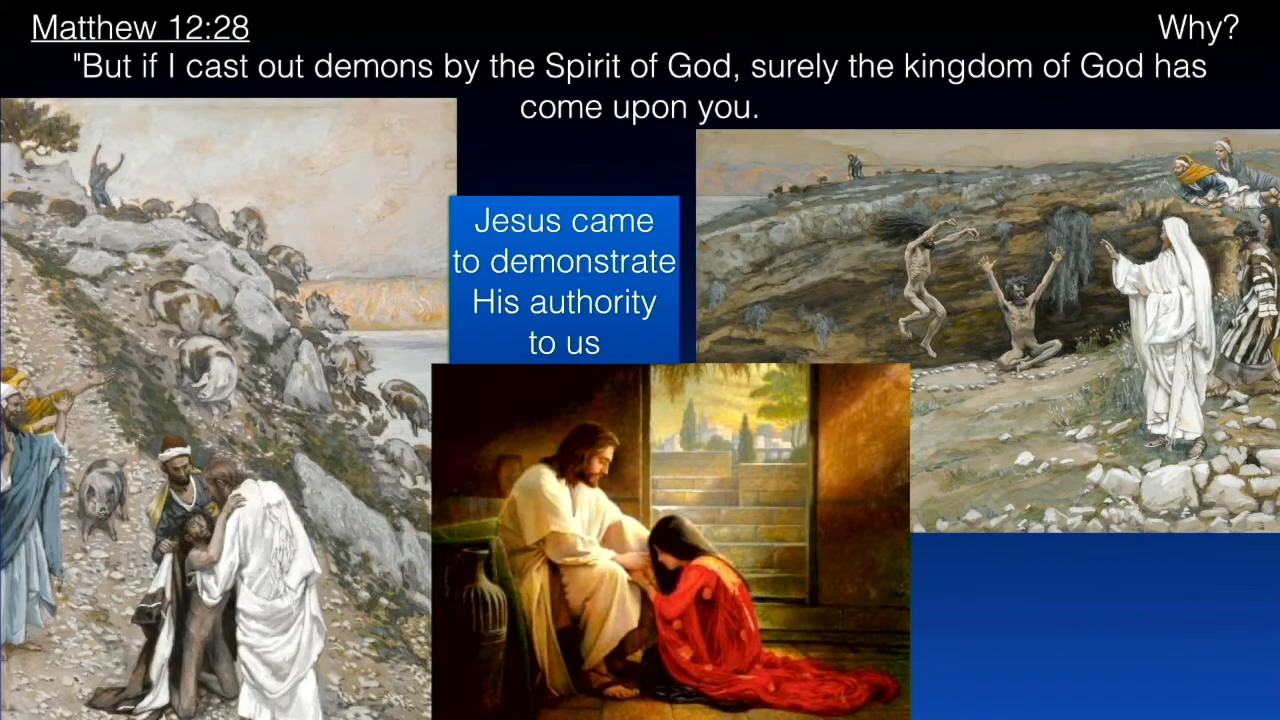 Matthew 12:28
Why?
"But if I cast out demons by the Spirit of God, surely the kingdom of God has
come upon you.
Jesus came
to demonstrate
His authority
to us